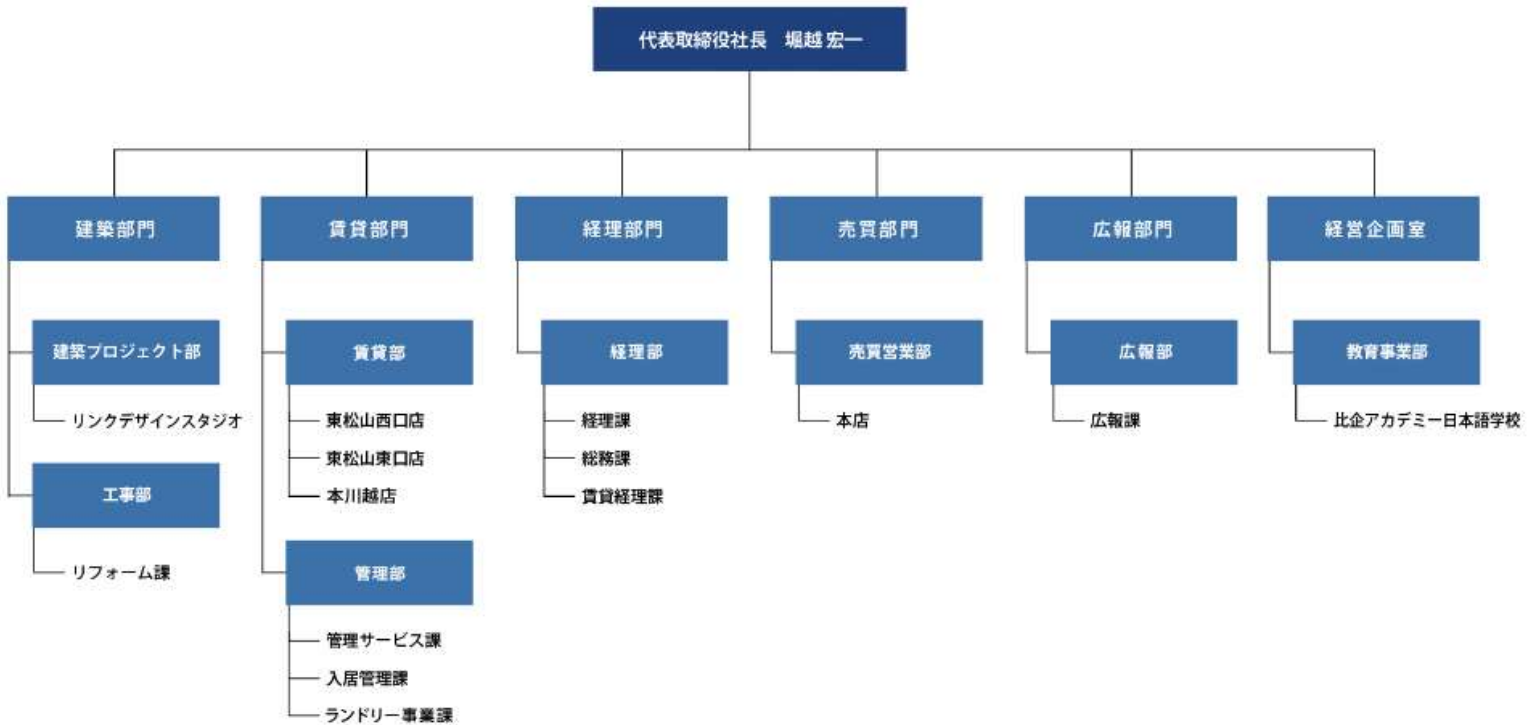 代表取締役社長 堀越 宏一
建築部門
賃貸部門
経理部門
売買部門
広報部門
経営企画室
建築プロジェクト部
賃貸部
経理部
売買営業部
広報部
教育事業部
リンクデザインスタジオ
東松山西口店
経理課
本店
広報課
比企アカデミー日本語学校
東松山東口店
総務課
工事部
本川越店
賃貸経理課
リフォーム課
管理部
管理サービス課
入居管理課
ランドリー事業課